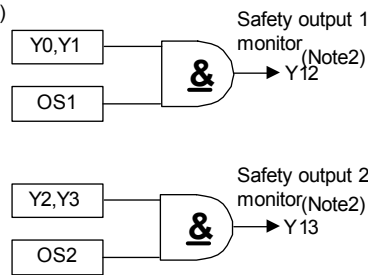 )
Safety output 1
monitor
(Note2)
Y0,Y1
&
Y12
OS1
Safety output 2
monitor(Note2)
Y2,Y3
&
Y13
OS2